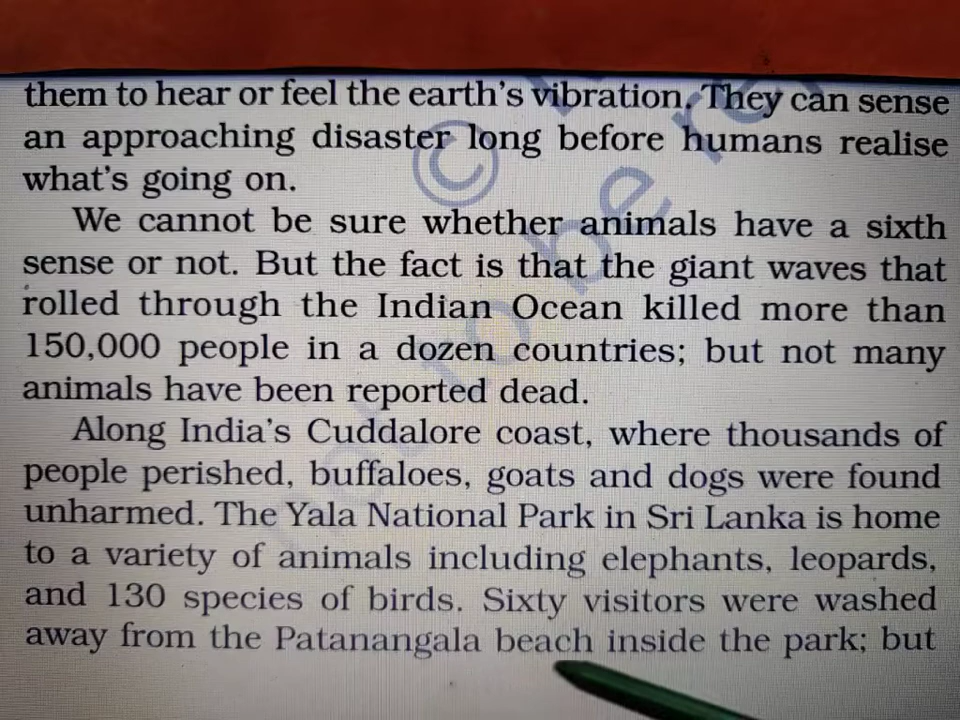 them to hear or feel the earth's vibration. They can sense
an approaching disaster long before humans realise
what's going on.
We cannot be sure whether animals have a sixth
sense or not. But the fact is that the giant waves that
rolled through the Indian Ocean killed more than
150,000 people in a dozen countries; but not many
animals have been reported dead.
Along India's Cuddalore coast, where thousands of
people perished, buffaloes, goats and dogs were found
unharmed. The Yala National Park in Sri Lanka is home
to a variety of animals including elephants, leopards,
and 130 species of birds. Sixty visitors were washed
away from the Patanangala beach inside the park; but